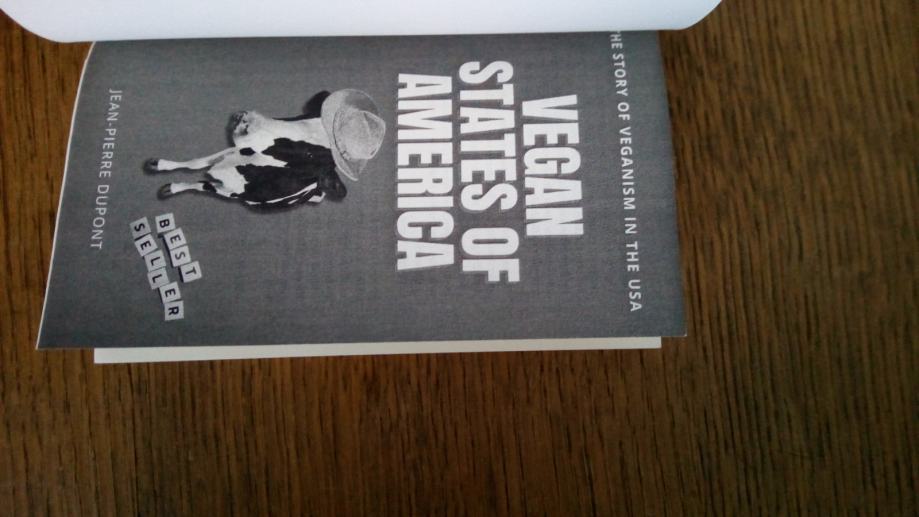 THE STORY OF VEGANISM IN THE USA
VEGAN
STATES OF
AMERICA
BEST
SELLER
JEAN-PIERRE DUPONT